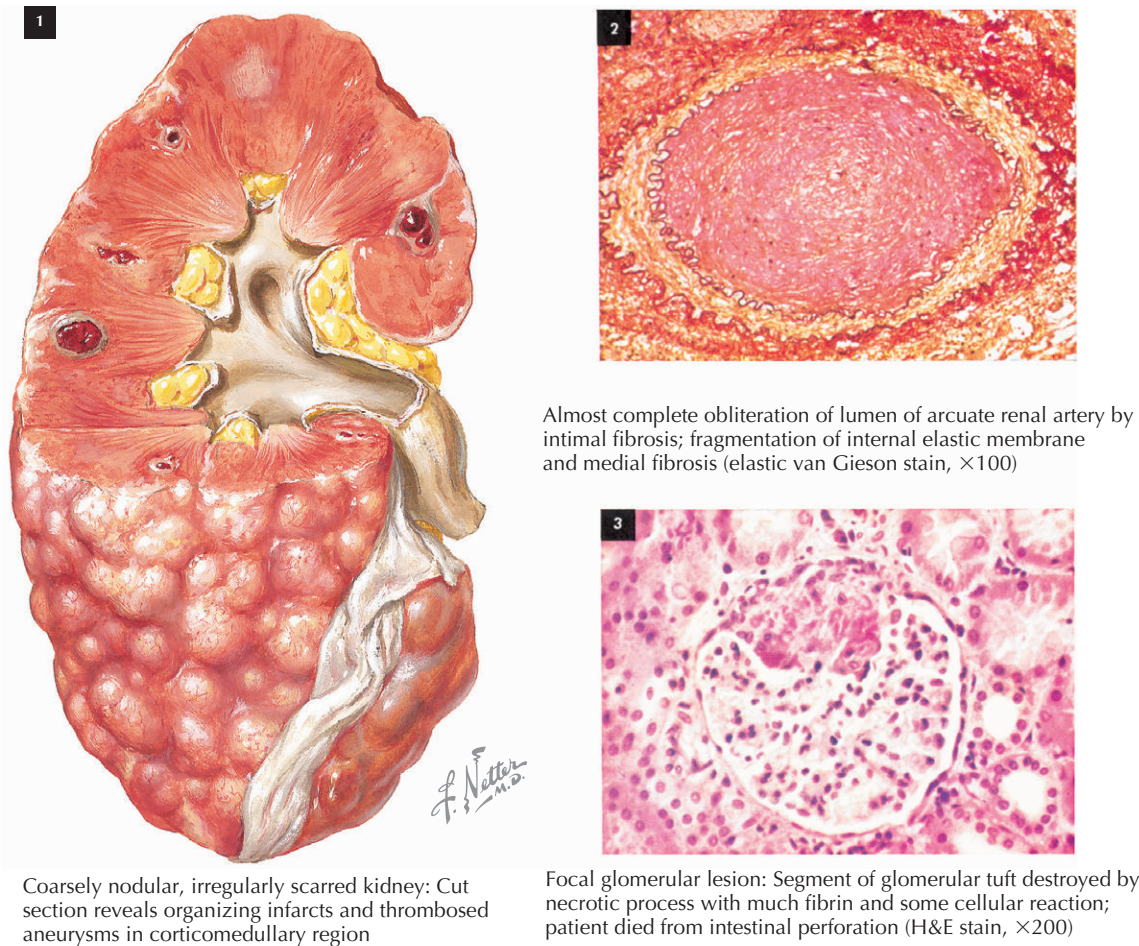 1
Coarsely nodular, irregularly scarred kidney: Cut
section reveals organizing infarcts and thrombosed
aneurysms in corticomedullary region
F. Netter
M.D.
2
Almost complete obliteration of lumen of arcuate renal artery by
intimal fibrosis; fragmentation of internal elastic membrane
and medial fibrosis (elastic van Gieson stain, ×100)
3
Focal glomerular lesion: Segment of glomerular tuft destroyed by
necrotic process with much fibrin and some cellular reaction;
patient died from intestinal perforation (H&E stain, ×200)